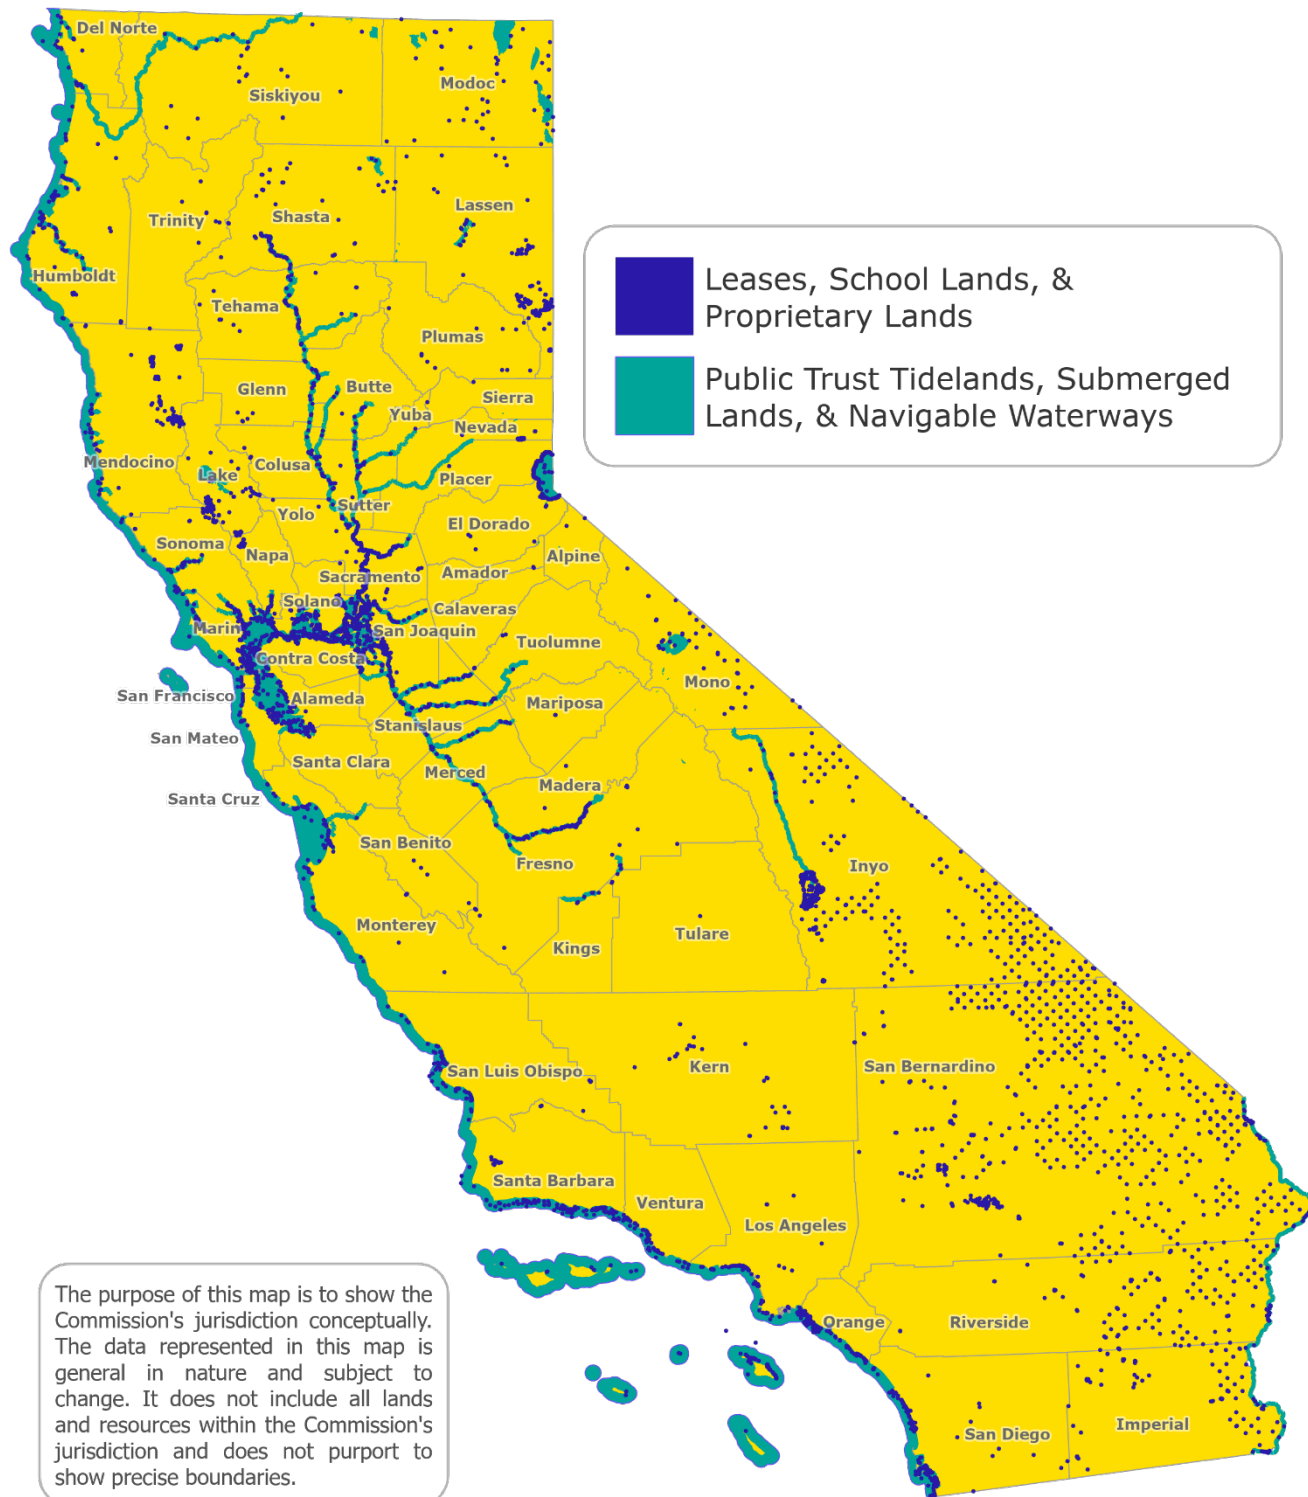 Del Norte
Siskiyou
Modoc
Trinity
Shasta
Lassen
Humboldt
Tehama
Plumas
Glenn
Butte
Sierra
Yuba
Nevada
Mendocino
Lake
Colusa
Placer
Sutter
Yolo
El Dorado
Sonoma
Napa
Alpine
Sacramento
Amador
Solano
Calaveras
Marin
San Joaquin
Tuolumne
Contra Costa
Mono
San Francisco
Alameda
Mariposa
Stanislaus
San Mateo
Santa Clara
Merced
Madera
Santa Cruz
San Benito
Fresno
Inyo
Monterey
Kings
Tulare
San Luis Obispo
Kern
San Bernardino
Santa Barbara
Ventura
Los Angeles
Orange
Riverside
San Diego
Imperial
Leases, School Lands, &
Proprietary Lands
Public Trust Tidelands, Submerged
Lands, & Navigable Waterways
The purpose of this map is to show the
Commission's jurisdiction conceptually.
The data represented in this map is
general in nature and subject to
change. It does not include all lands
and resources within the Commission's
jurisdiction and does not purport to
show precise boundaries.